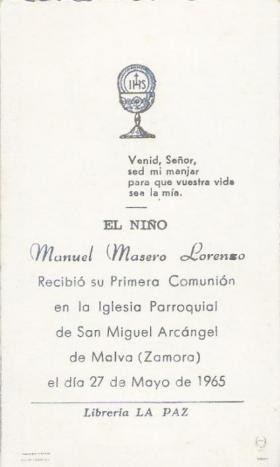 IHS
Venid, Señor,
sed mi manjar
para que vuestra vida
sea la mía.
EL NIÑO
Manuel Masero Lorenzo
Recibió su Primera Comunión
en la Iglesia Parroquial
de San Miguel Arcángel
de Malva (Zamora)
el día 27 de Mayo de 1965
Librería LA PAZ